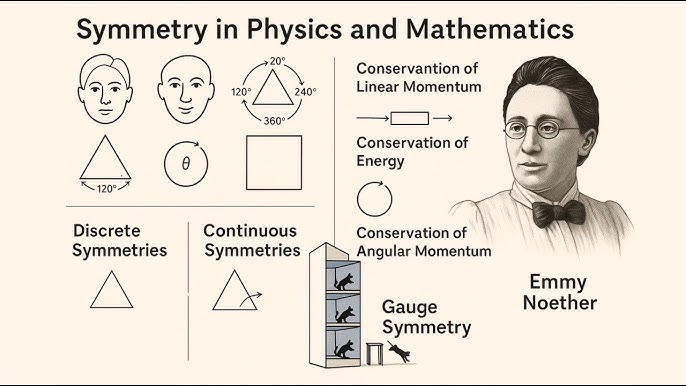 Symmetry in Physics and Mathematics
20°
120°
240°
360°
120°
θ
Conservantion of
Linear Momentum
Conservation of
Energy
Conservation of
Angular Momentum
Discrete
Symmetries
Continuous
Symmetries
Gauge
Symmetry
Emmy
Noether